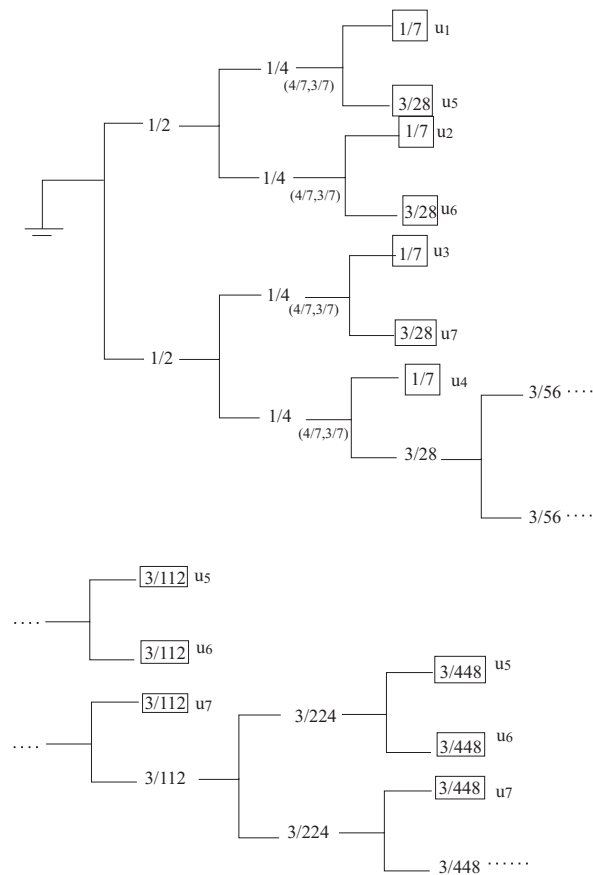 1/7 u1
1/4
(4/7,3/7)
3/28 u5
1/2
1/7 u2
1/4
(4/7,3/7)
3/28 u6
1/7 u3
1/4
(4/7,3/7)
3/28 u7
1/2
1/7 u4
3/56 ....
1/4
(4/7,3/7)
3/28
3/56 ....
3/112 u5
....
3/112 u6
3/448 u5
3/112 u7
3/224
....
3/448 u6
3/112
3/448 u7
3/224
3/448 ......